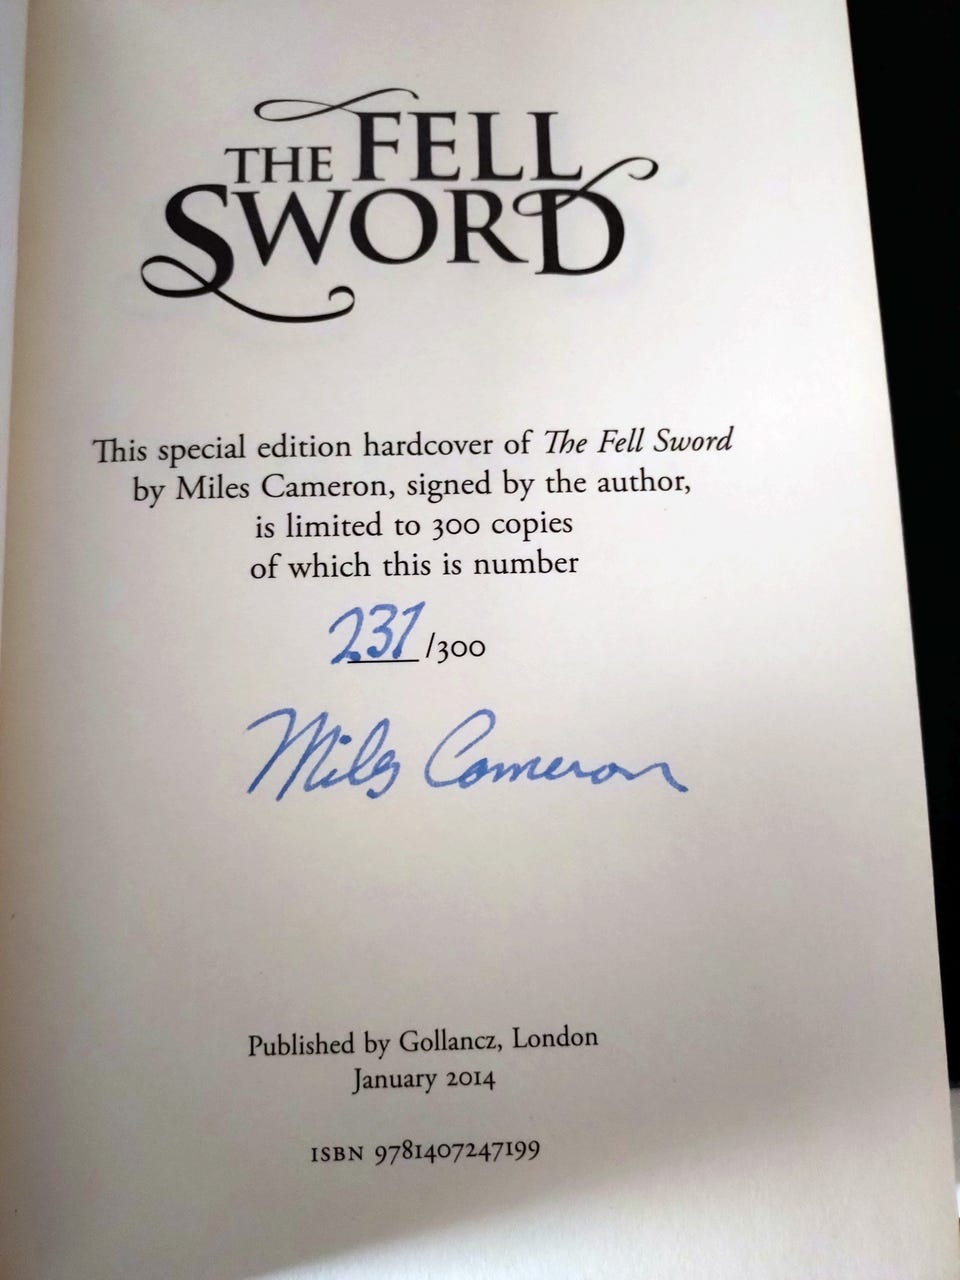 THE FELL
SWORD
This special edition hardcover of The Fell Sword
by Miles Cameron, signed by the author,
is limited to 300 copies
of which this is number
237/300
Miles Cameron
Published by Gollancz, London
January 2014
ISBN 9781407247199